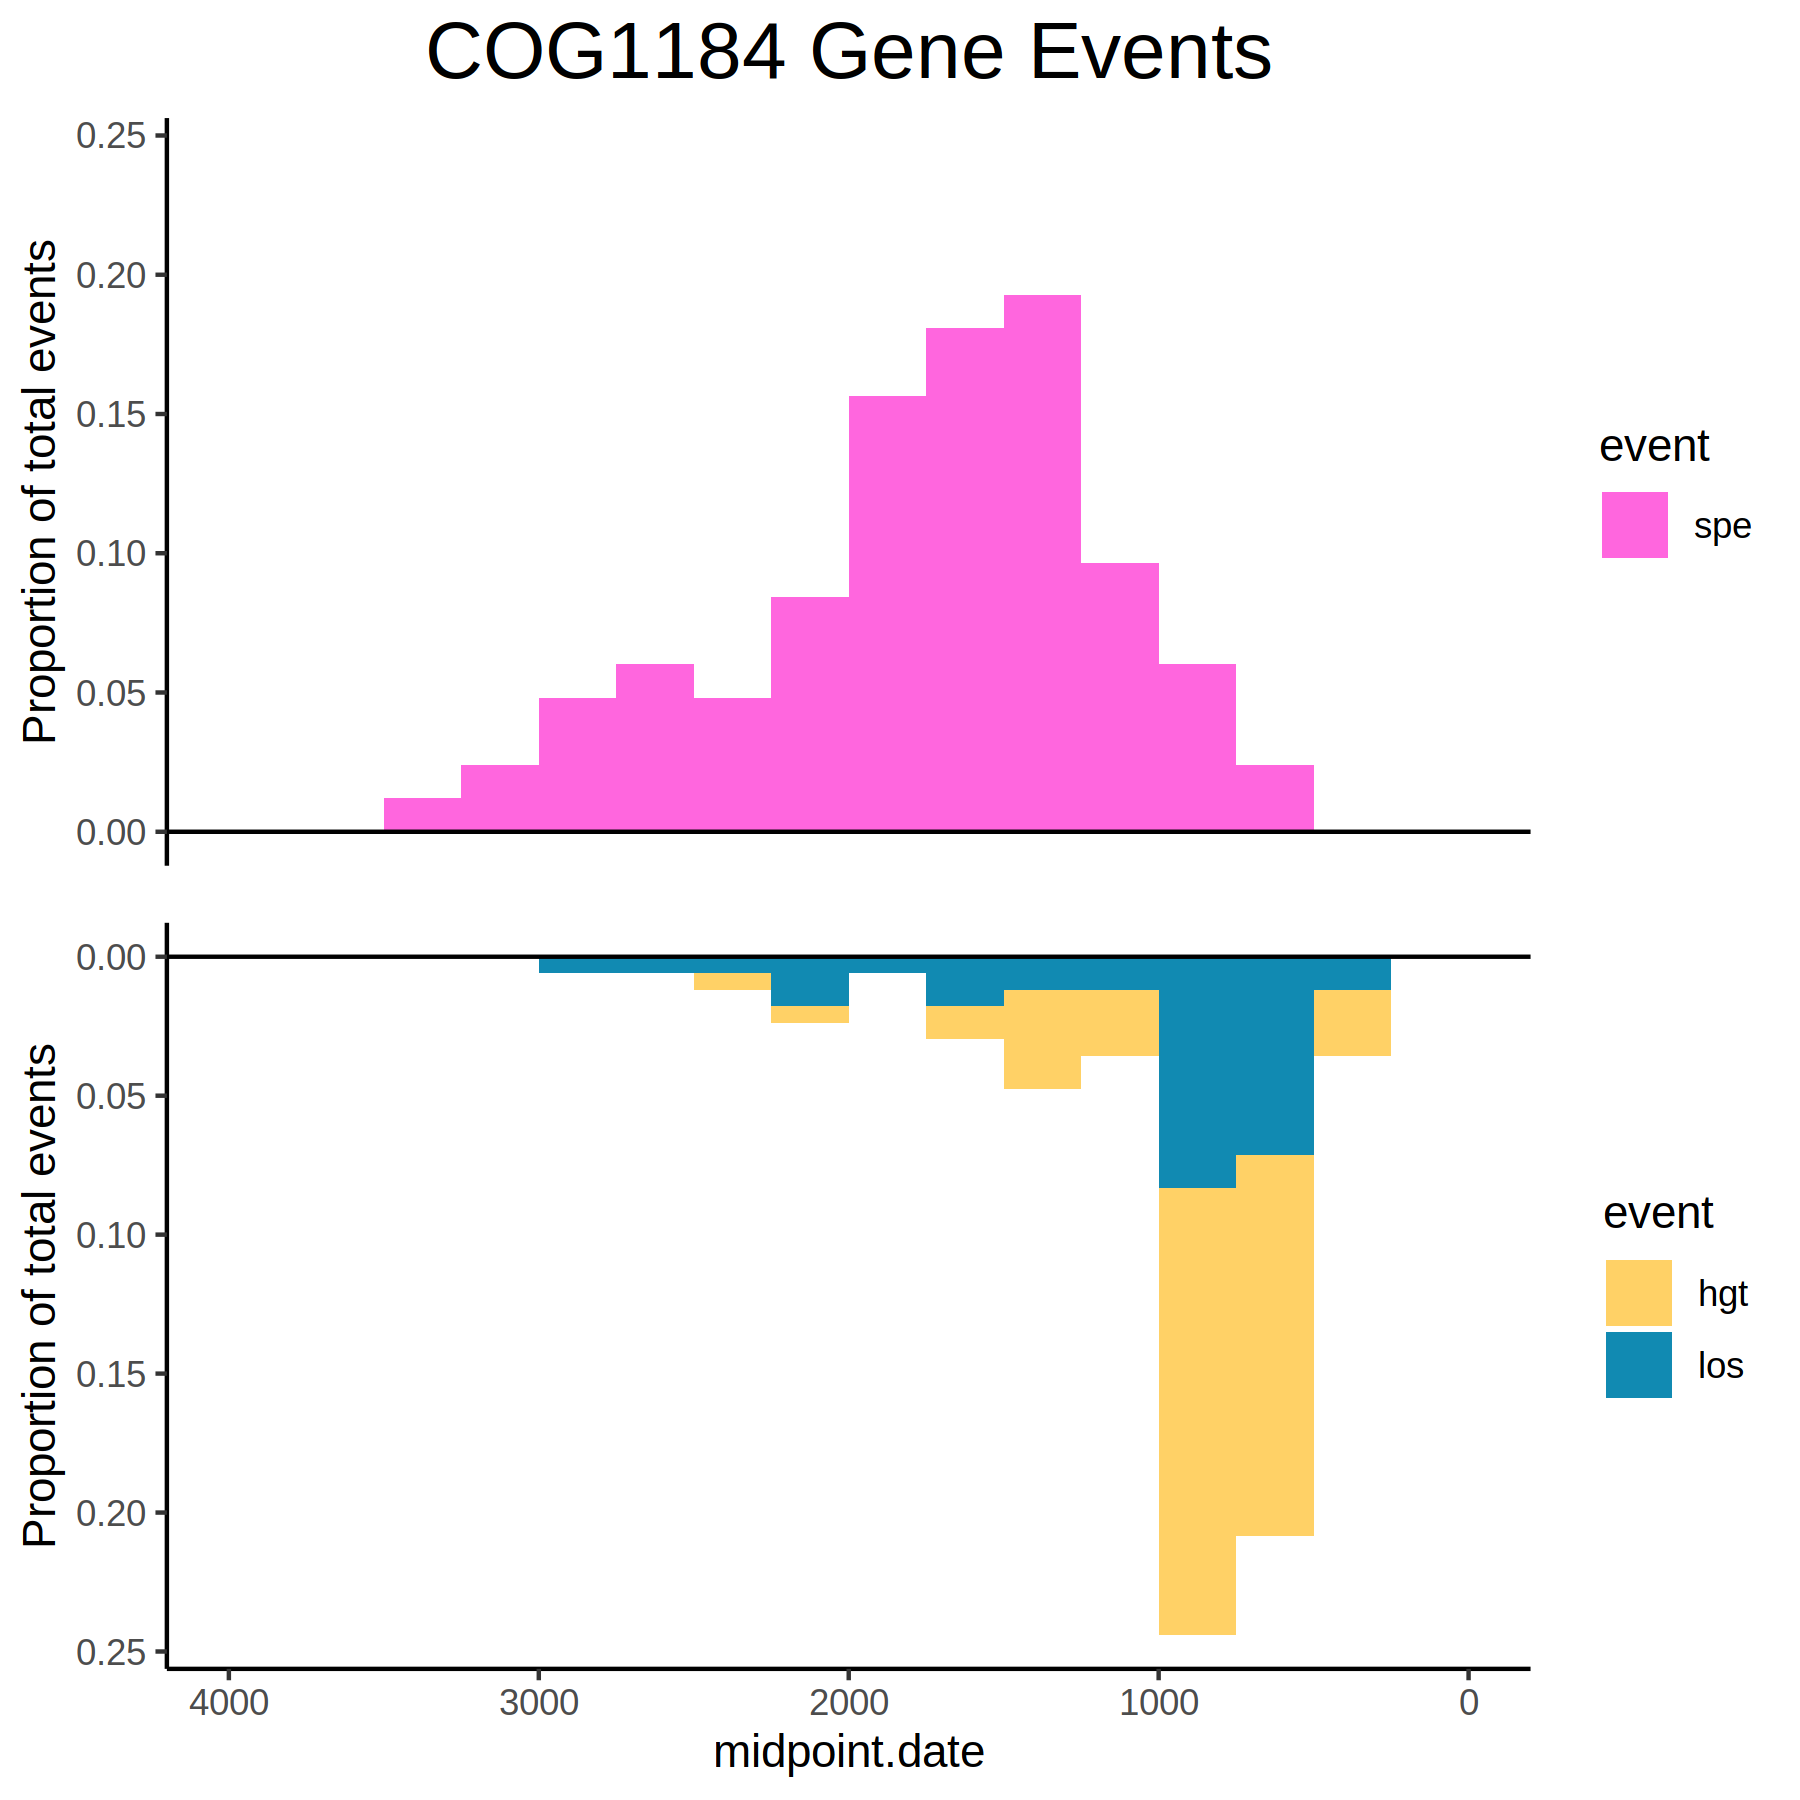 COG1184 Gene Events
0.25
0.20
0.15
0.10
0.05
0.00
Proportion of total events
event
spe
0.00
0.05
0.10
0.15
0.20
0.25
Proportion of total events
event
hgt
los
4000 3000 2000 1000 0
midpoint.date